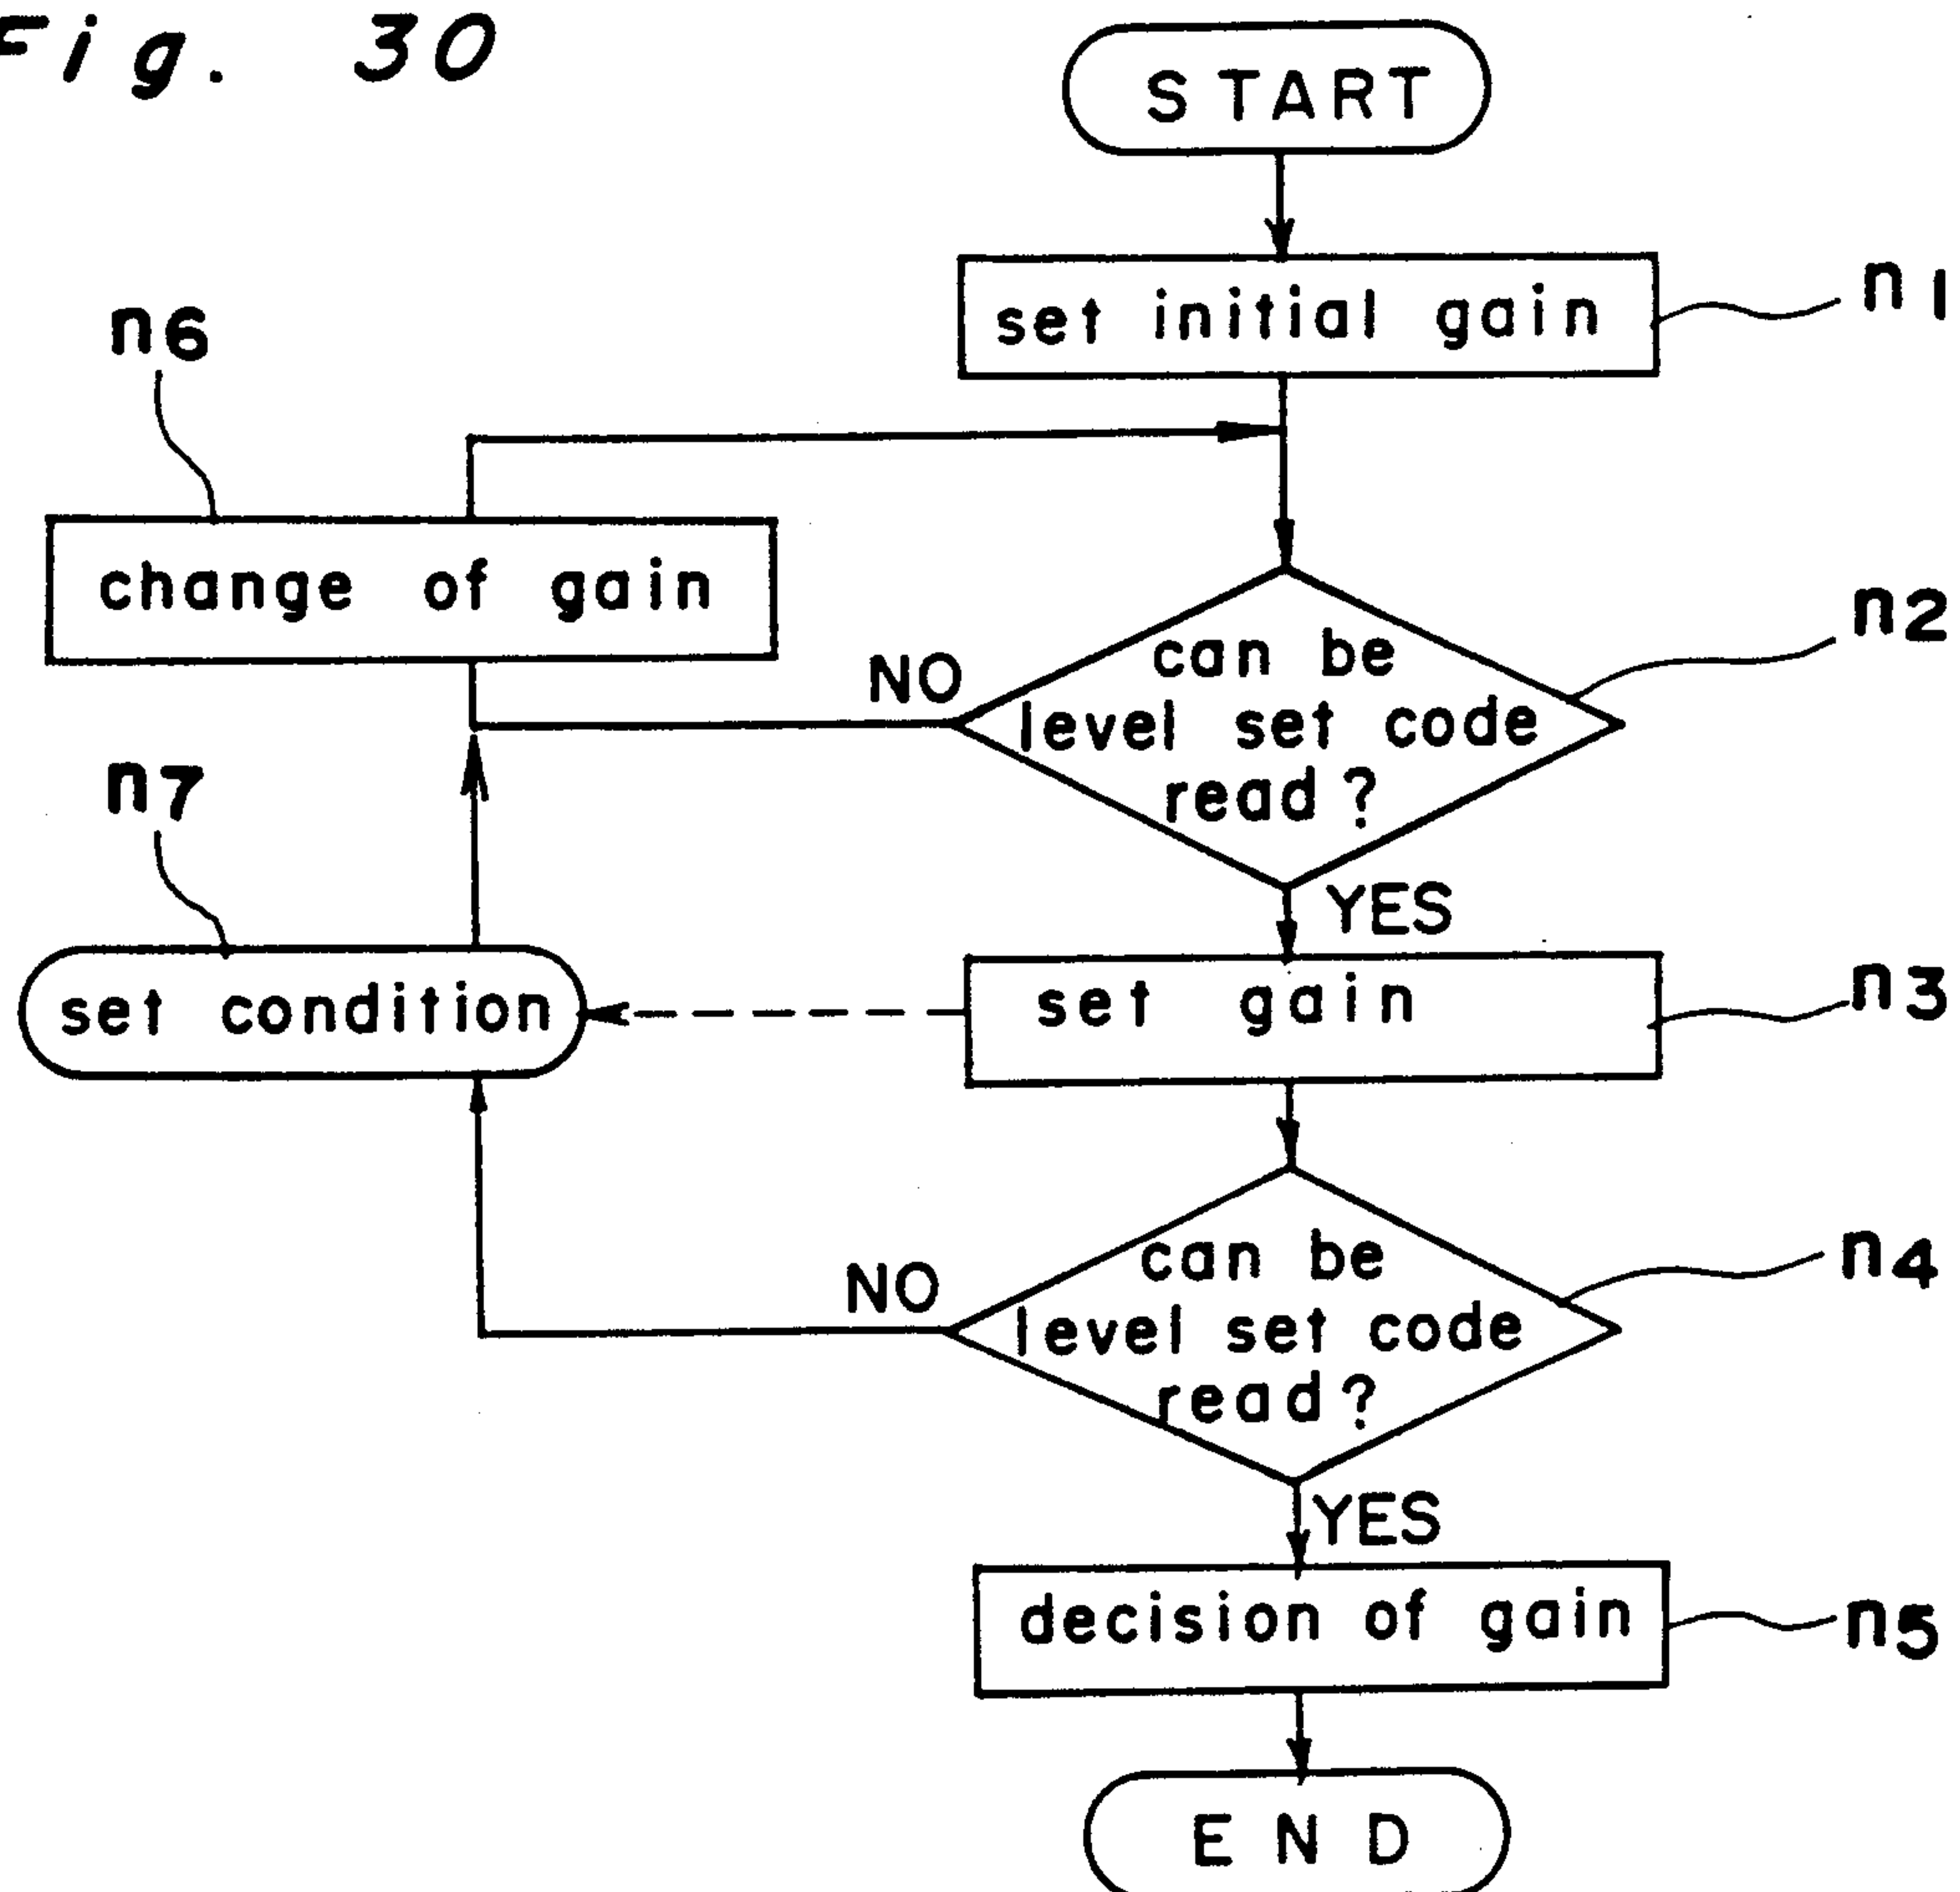 Fig. 30
START
set initial gain
n1
n6
change of gain
NO
can be
level set code
read?
n2
YES
n7
set condition
set gain
n3
NO
can be
level set code
read?
n4
YES
decision of gain
n5
END